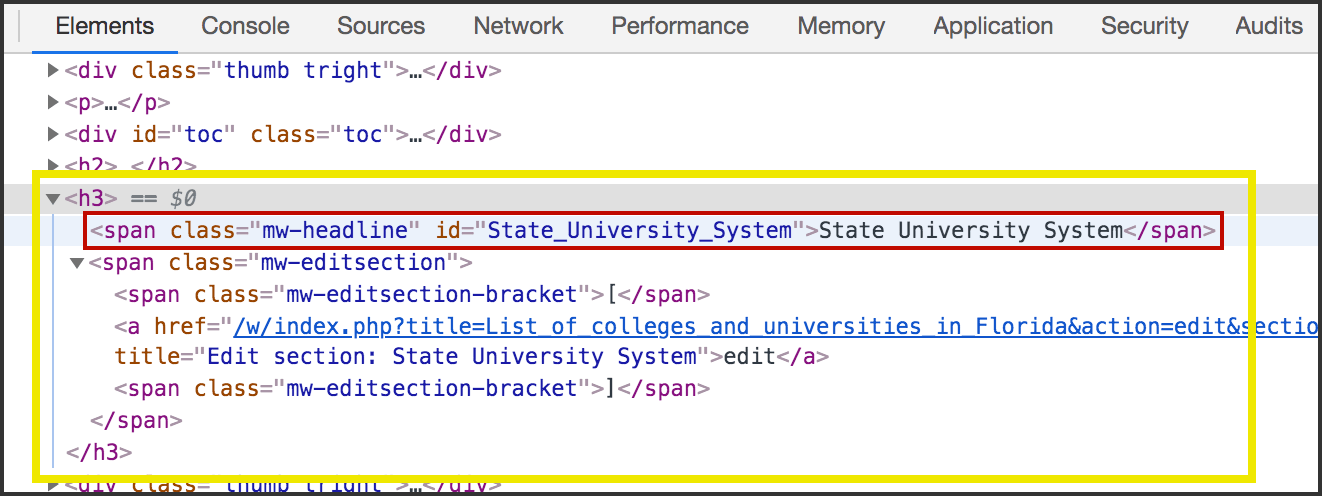 Elements Console Sources Network Performance Memory Application Security Audits
▶<div class="thumb tright">…</div>
▶<p>…</p>
▶<div id="toc" class="toc">…</div>
▶<h2> </h2>
▼<h3> == $0
<span class="mw-headline" id="State_University_System">State University System</span>
▼<span class="mw-editsection">
<span class="mw-editsection-bracket">[</span>
<a href="/w/index.php?title=List_of_colleges_and_universities_in_Florida&action=edit&sectio
title="Edit section: State University System">edit</a>
<span class="mw-editsection-bracket">]</span>
</span>
</h3>
▶<div class="thumb tright">…</div>